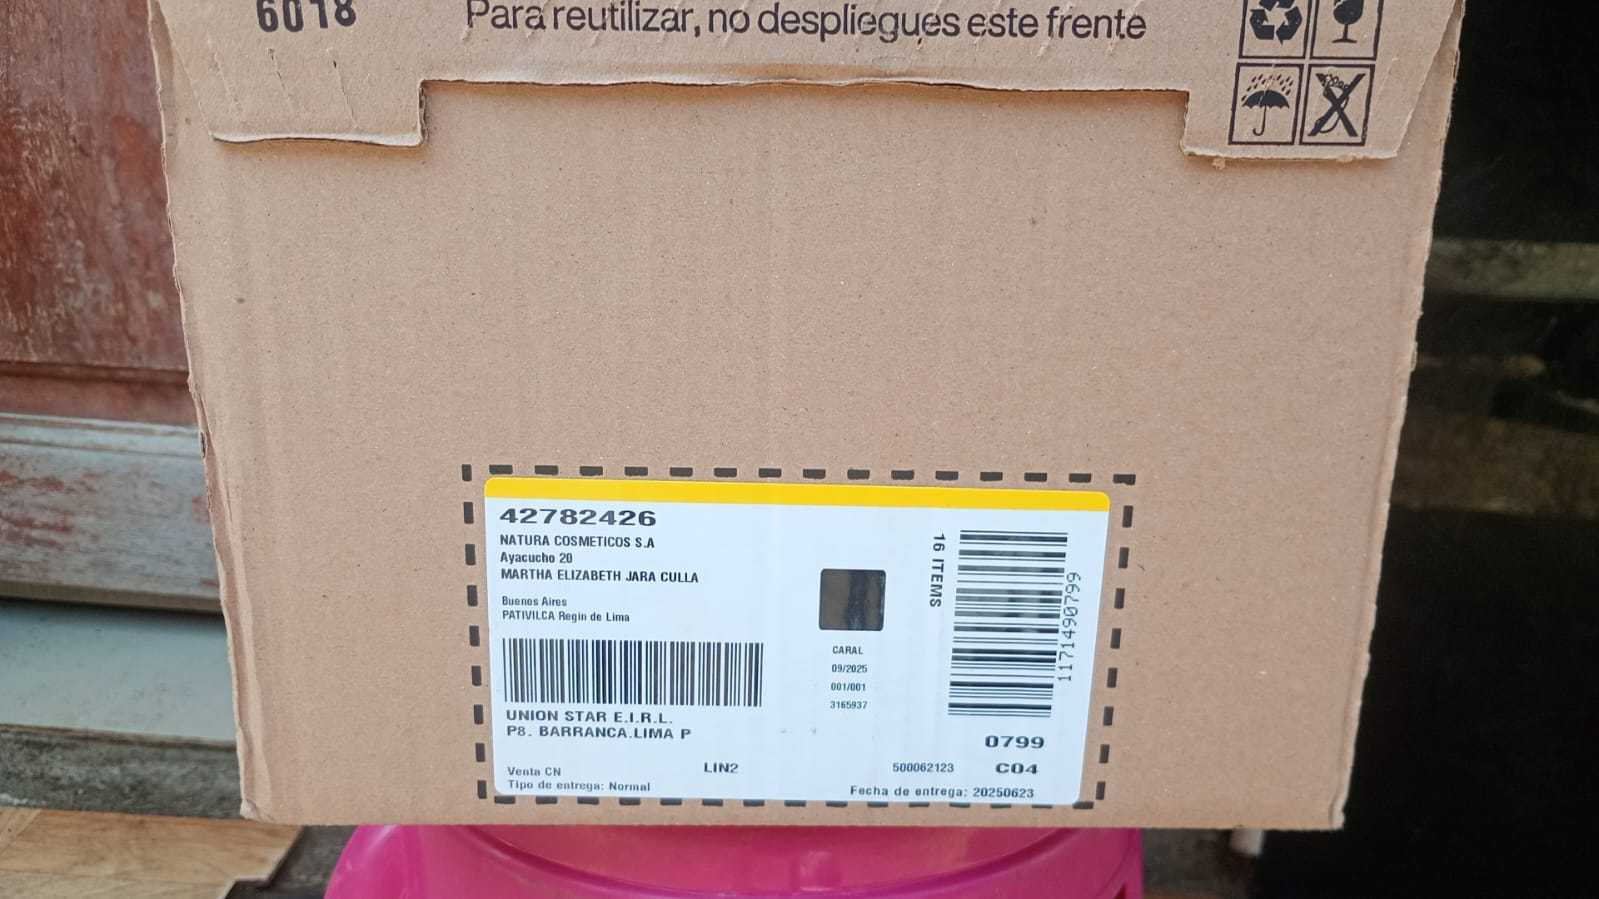 6018
Para reutilizar, no despliegues este frente
42782426
NATURA COSMETICOS S.A
Ayacucho 20
MARTHA ELIZABETH JARA CULLA
Buenos Aires
PATIVILCA Regin de Lima
UNION STAR E.I.R.L.
P8. BARRANCA.LIMA P
Venta CN
Tipo de entrega: Normal
LIN2
CARAL
09/2025
001/001
3165937
16 ITEMS
1171490799
0799
500062123
C04
Fecha de entrega: 20250623